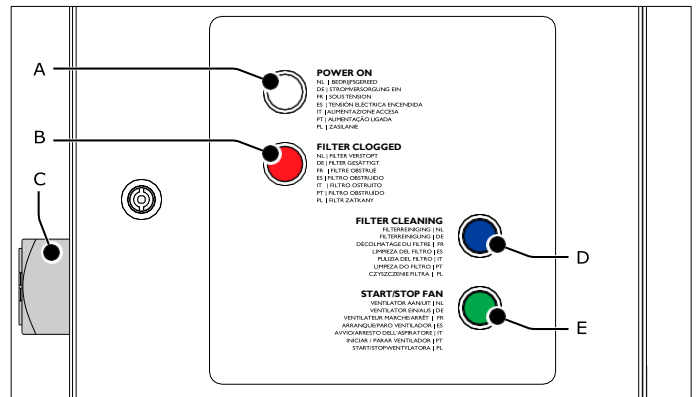 A
POWER ON
NL | BEDRIJFSGEREED
DE | STROMVERSORGUNG EIN
FR | SOUS TENSION
ES | TENSIÓN ELÉCTRICA ENCENDIDA
IT | ALIMENTAZIONE ACCESA
PT | ALIMENTAÇÃO LIGADA
PL | ZASILANIE
B
FILTER CLOGGED
NL | FILTER VERSTOPT
DE | FILTER GESÄTTIGT
FR | FILTRE OBSTRUÉ
ES | FILTRO OBSTRUIDO
IT | FILTRO OSTRUITO
PT | FILTRO OBSTRUÍDO
PL | FILTR ZATKANY
C
FILTER CLEANING
FILTERREINIGING | NL
FILTERREINIGUNG | DE
DÉCOLMATAGE DU FILTRE | FR
LIMPIEZA DEL FILTRO | ES
PULIZIA DEL FILTRO | IT
LIMPEZA DO FILTRO | PT
CZYSZCZENIE FILTRA | PL
D
START/STOP FAN
VENTILATOR AAN/UIT | NL
VENTILATOR EIN/AUS | DE
VENTILATEUR MARCHE/ARRÊT | FR
ARRANQUE/PARO VENTILADOR | ES
AVVIO/ARRESTO DELL'ASPIRATORE | IT
INICIAR / PARAR VENTILADOR | PT
START/STOP WENTYLATORA | PL
E